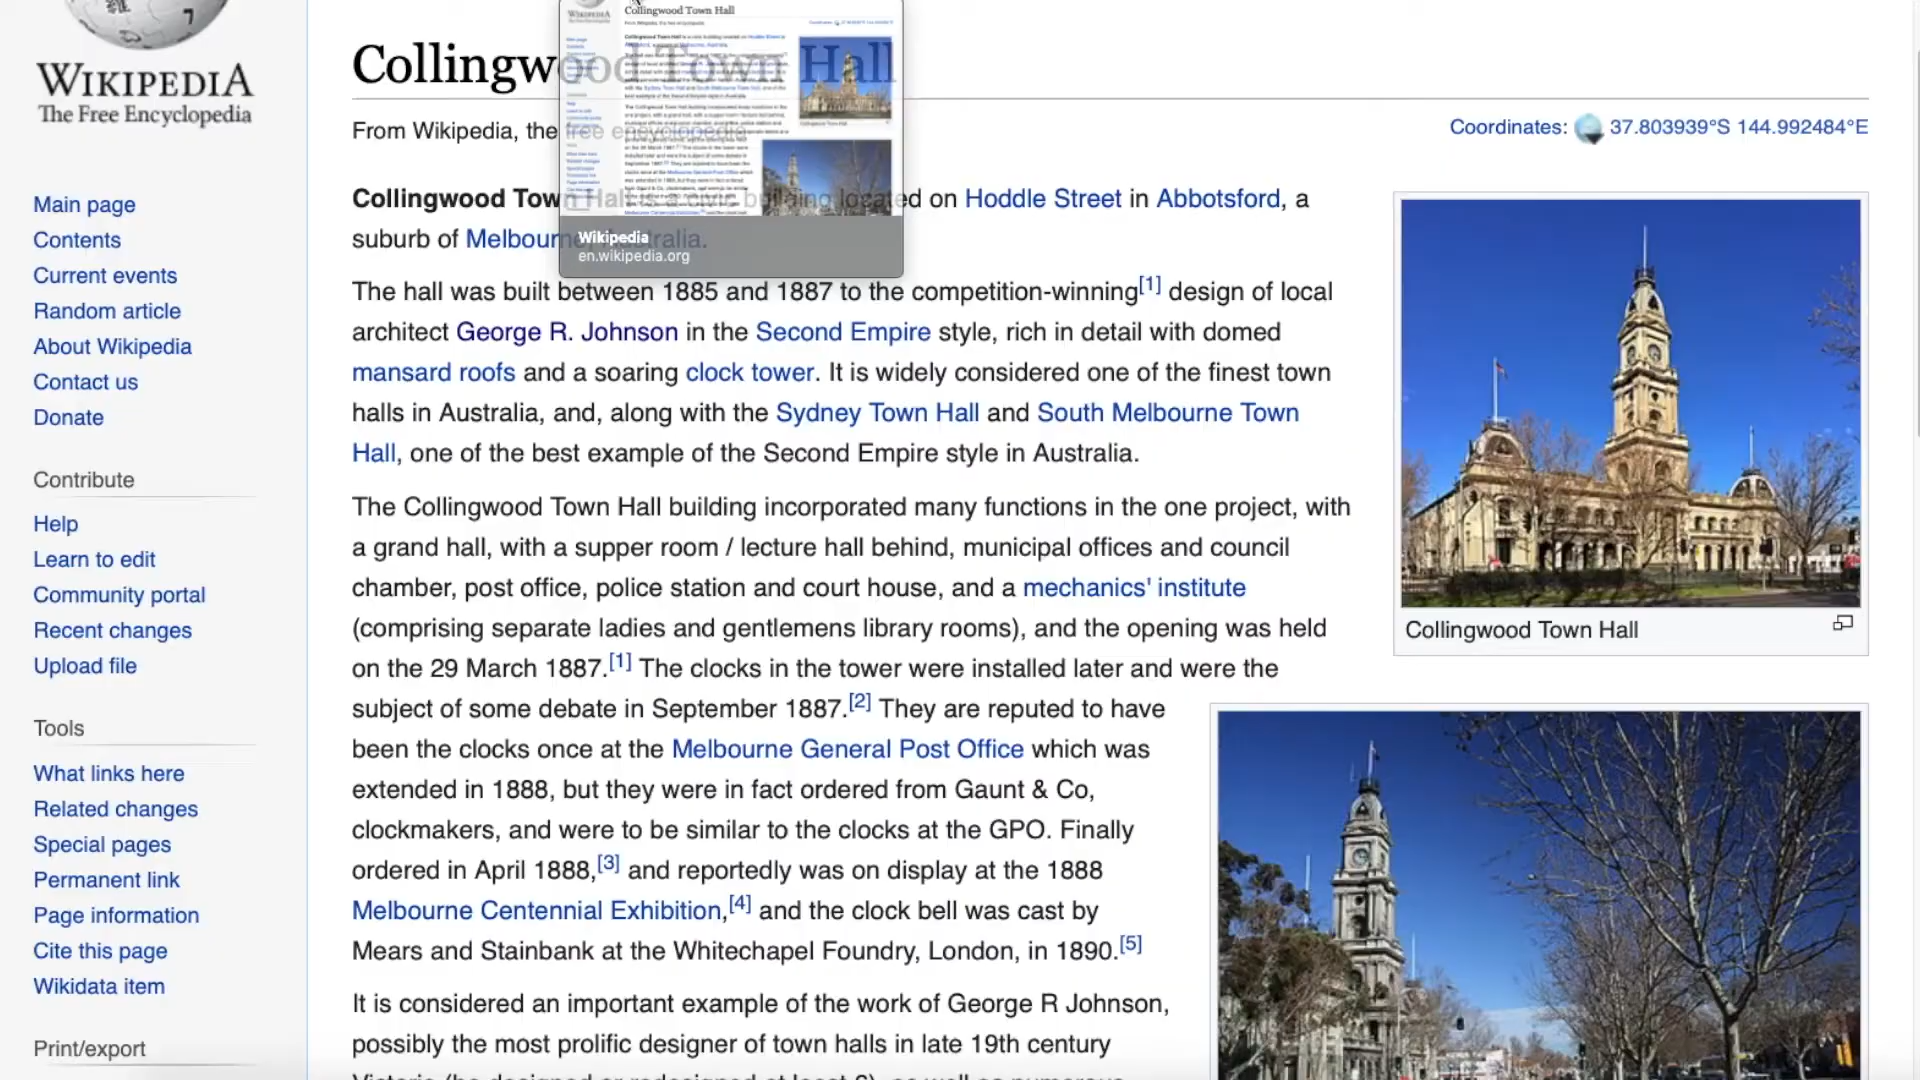 WIKIPEDIA
The Free Encyclopedia
Main page
Contents
Current events
Random article
About Wikipedia
Contact us
Donate
Contribute
Help
Learn to edit
Community portal
Recent changes
Upload file
Tools
What links here
Related changes
Special pages
Permanent link
Page information
Cite this page
Wikidata item
Print/export
Collingwood Town Hall
From Wikipedia, the free encyclopedia
Coordinates: 37.803939°S 144.992484°E
Collingwood Town Hall
Wikipedia
en.wikipedia.org
Collingwood Town Hall is a civic building located on Hoddle Street in Abbotsford, a
suburb of Melbourne, Australia.
The hall was built between 1885 and 1887 to the competition-winning[1] design of local
architect George R. Johnson in the Second Empire style, rich in detail with domed
mansard roofs and a soaring clock tower. It is widely considered one of the finest town
halls in Australia, and, along with the Sydney Town Hall and South Melbourne Town
Hall, one of the best example of the Second Empire style in Australia.
The Collingwood Town Hall building incorporated many functions in the one project, with
a grand hall, with a supper room / lecture hall behind, municipal offices and council
chamber, post office, police station and court house, and a mechanics' institute
(comprising separate ladies and gentlemens library rooms), and the opening was held
on the 29 March 1887.[1] The clocks in the tower were installed later and were the
subject of some debate in September 1887.[2] They are reputed to have
been the clocks once at the Melbourne General Post Office which was
extended in 1888, but they were in fact ordered from Gaunt & Co,
clockmakers, and were to be similar to the clocks at the GPO. Finally
ordered in April 1888,[3] and reportedly was on display at the 1888
Melbourne Centennial Exhibition,[4] and the clock bell was cast by
Mears and Stainbank at the Whitechapel Foundry, London, in 1890.[5]
It is considered an important example of the work of George R Johnson,
possibly the most prolific designer of town halls in late 19th century
Collingwood Town Hall